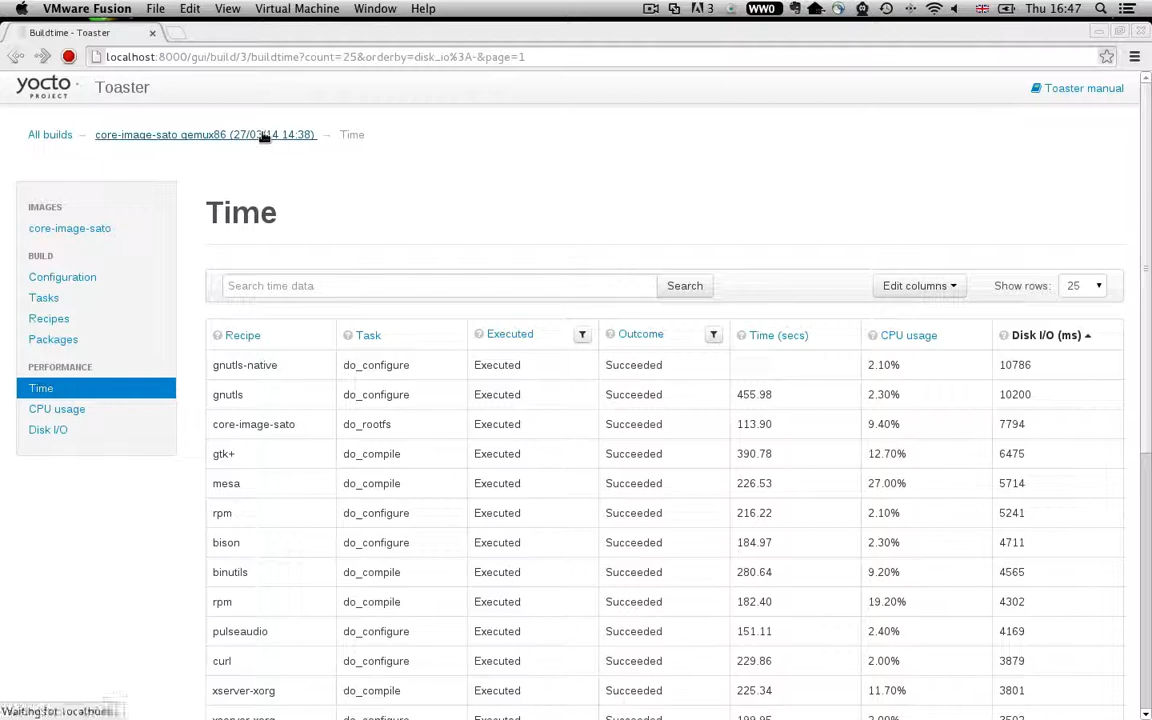 VMware Fusion File Edit View Virtual Machine Window Help 3 WW0 Thu 16:47
Buildtime - Toaster
localhost:8000/gui/build/3/buildtime?count=25&orderby=disk_io%3A-&page=1
yocto PROJECT Toaster Toaster manual
All builds → core-image-sato qemux86 (27/03/14 14:38) → Time
IMAGES
core-image-sato
BUILD
Configuration
Tasks
Recipes
Packages
PERFORMANCE
Time
CPU usage
Disk I/O
Time
Search time data Search Edit columns Show rows: 25
Recipe Task Executed Outcome Time (secs) CPU usage Disk I/O (ms)
gnutls-native do_configure Executed Succeeded 2.10% 10786
gnutls do_configure Executed Succeeded 455.98 2.30% 10200
core-image-sato do_rootfs Executed Succeeded 113.90 9.40% 7794
gtk+ do_compile Executed Succeeded 390.78 12.70% 6475
mesa do_compile Executed Succeeded 226.53 27.00% 5714
rpm do_configure Executed Succeeded 216.22 2.10% 5241
bison do_configure Executed Succeeded 184.97 2.30% 4711
binutils do_compile Executed Succeeded 280.64 9.20% 4565
rpm do_compile Executed Succeeded 182.40 19.20% 4302
pulseaudio do_configure Executed Succeeded 151.11 2.40% 4169
curl do_configure Executed Succeeded 229.86 2.00% 3879
xserver-xorg do_compile Executed Succeeded 225.34 11.70% 3801
Waiting for localhost